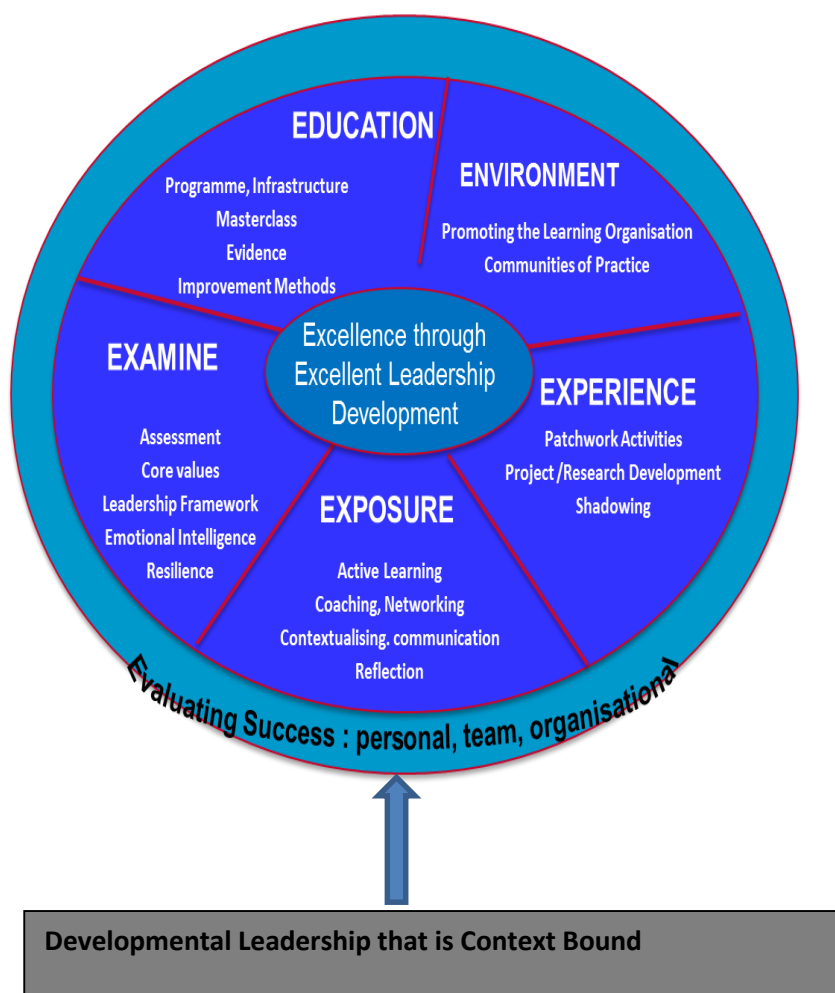 EDUCATION
Programme, Infrastructure
Masterclass
Evidence
Improvement Methods
ENVIRONMENT
Promoting the Learning Organisation
Communities of Practice
Excellence through
Excellent Leadership
Development
EXAMINE
Assessment
Core values
Leadership Framework
Emotional Intelligence
Resilience
EXPERIENCE
Patchwork Activities
Project /Research Development
Shadowing
EXPOSURE
Active Learning
Coaching, Networking
Contextualising. communication
Reflection
Evaluating Success : personal, team, organisational
Developmental Leadership that is Context Bound